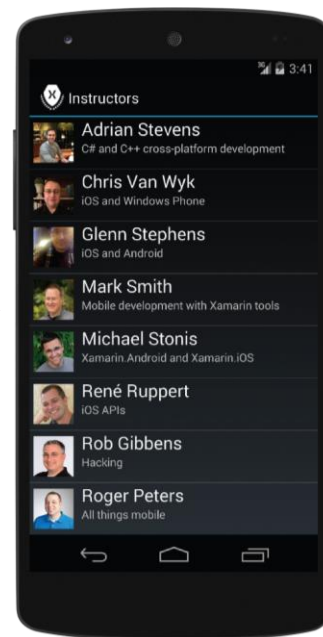 3G 3:41
X Instructors
Adrian Stevens
C# and C++ cross-platform development
Chris Van Wyk
iOS and Windows Phone
Glenn Stephens
iOS and Android
Mark Smith
Mobile development with Xamarin tools
Michael Stonis
Xamarin.Android and Xamarin.iOS
René Ruppert
iOS APIs
Rob Gibbens
Hacking
Roger Peters
All things mobile